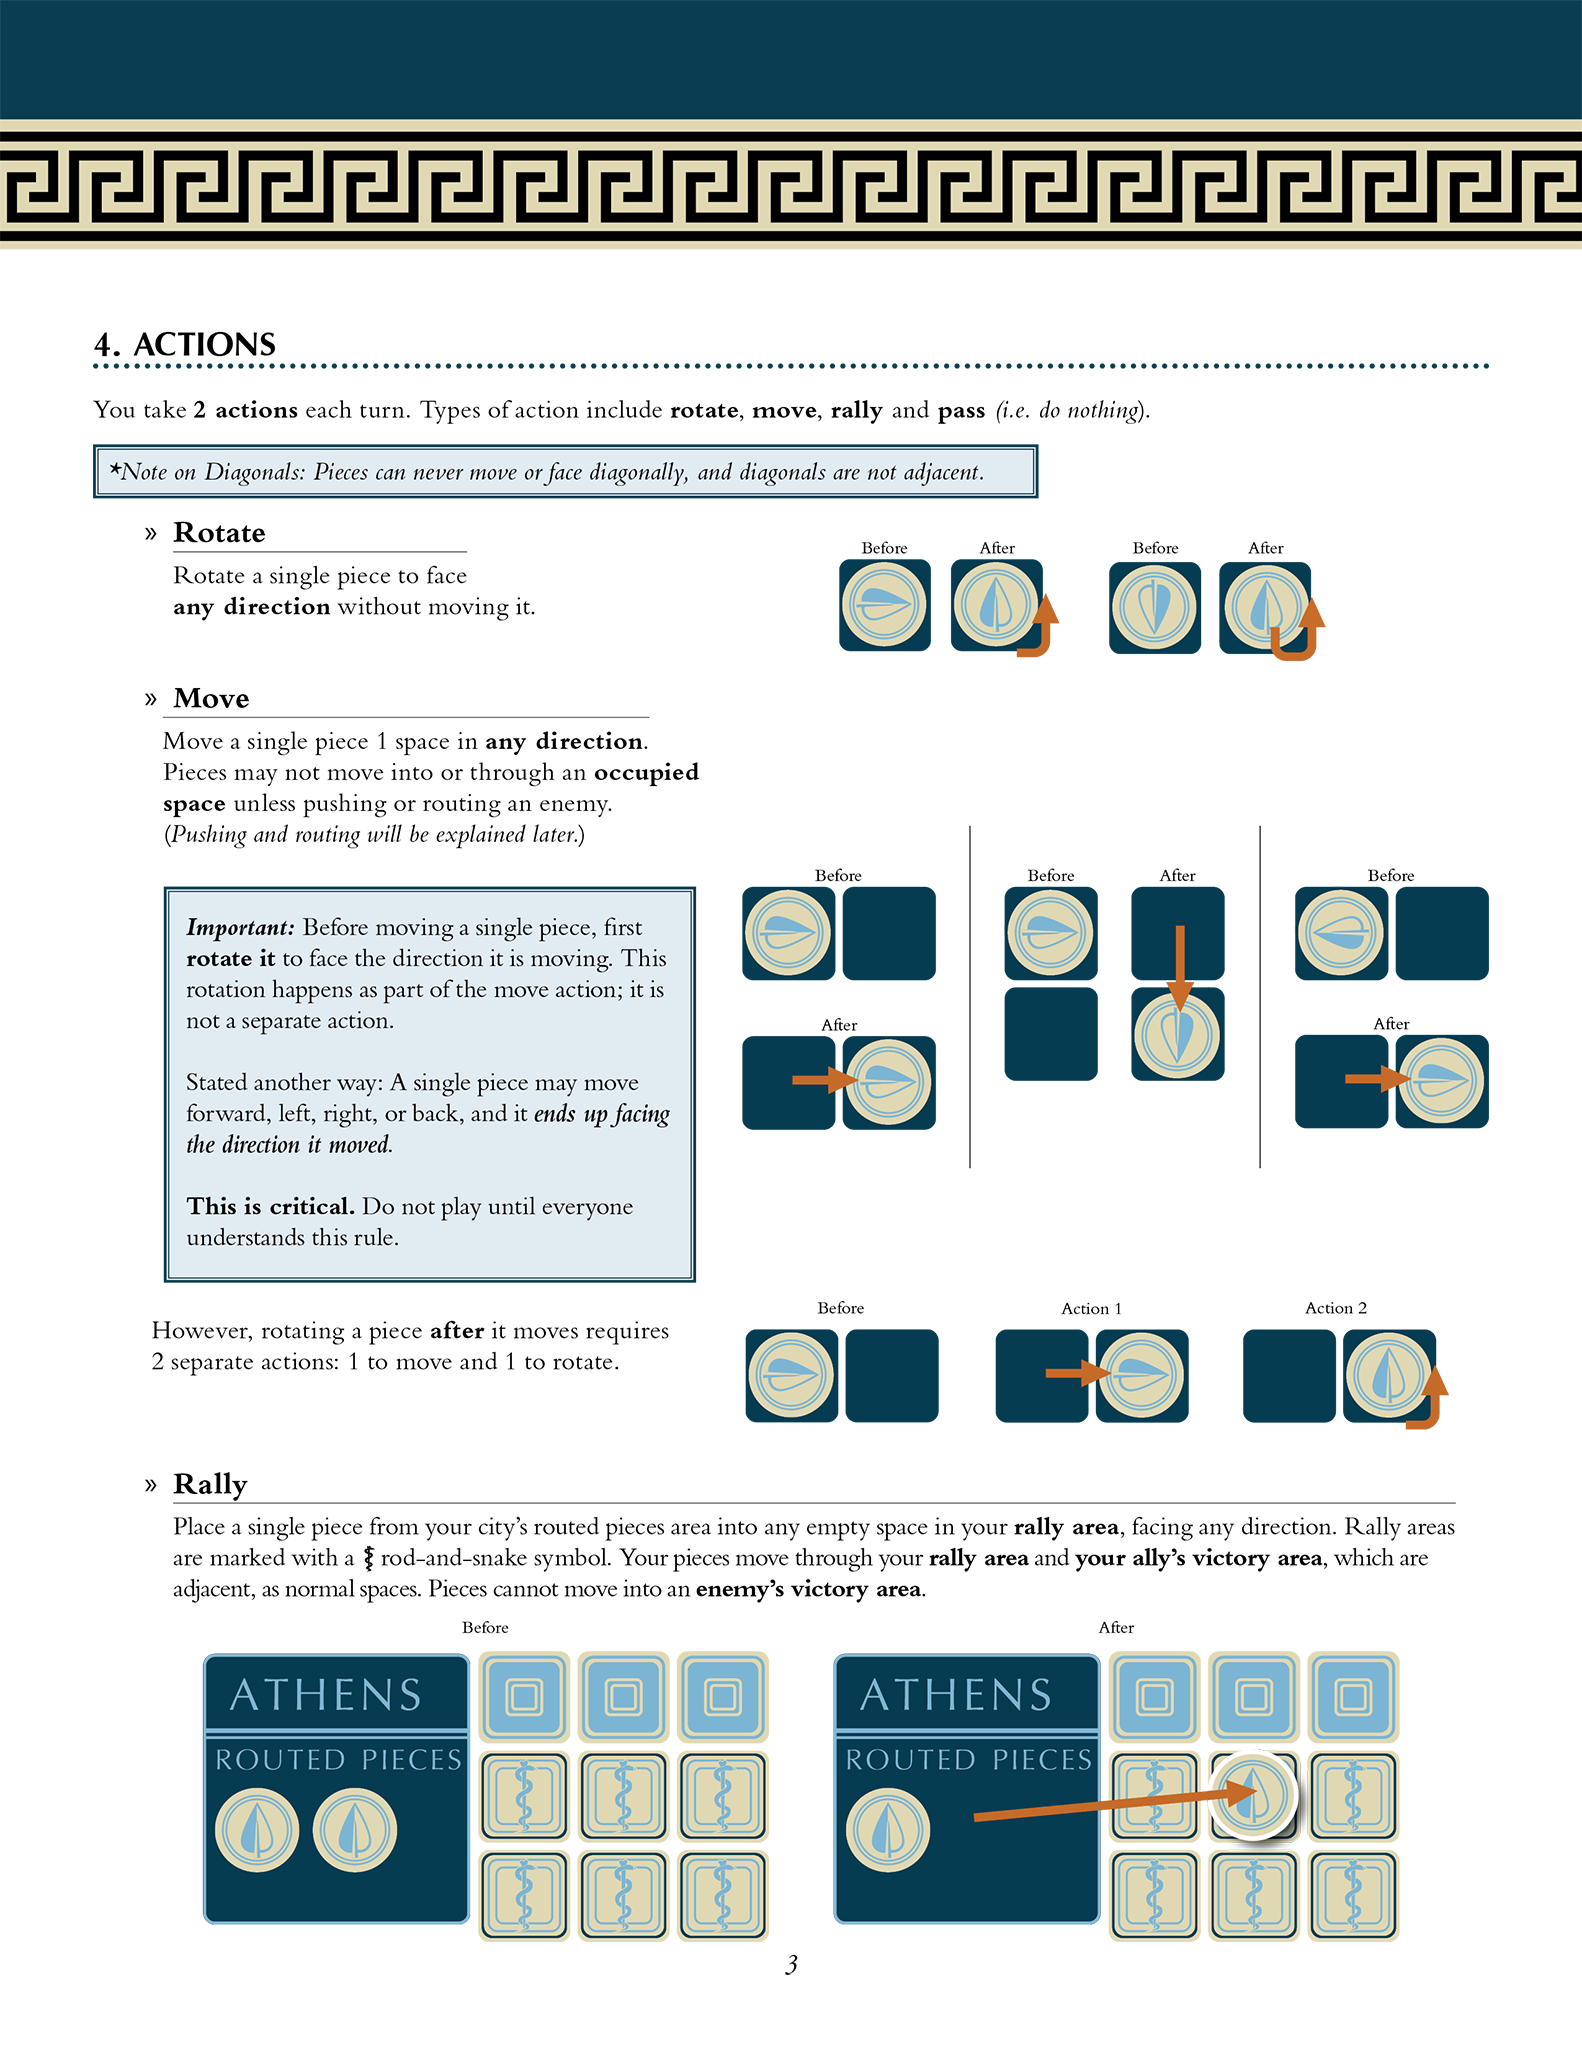 4. ACTIONS
You take 2 actions each turn. Types of action include rotate, move, rally and pass (i.e. do nothing).
*Note on Diagonals: Pieces can never move or face diagonally, and diagonals are not adjacent.
» Rotate
Rotate a single piece to face
any direction without moving it.
Before After Before After
» Move
Move a single piece 1 space in any direction.
Pieces may not move into or through an occupied
space unless pushing or routing an enemy.
(Pushing and routing will be explained later.)
Important: Before moving a single piece, first
rotate it to face the direction it is moving. This
rotation happens as part of the move action; it is
not a separate action.
Stated another way: A single piece may move
forward, left, right, or back, and it ends up facing
the direction it moved.
This is critical. Do not play until everyone
understands this rule.
Before Before After Before
After After
However, rotating a piece after it moves requires
2 separate actions: 1 to move and 1 to rotate.
Before Action 1 Action 2
» Rally
Place a single piece from your city's routed pieces area into any empty space in your rally area, facing any direction. Rally areas
are marked with a rod-and-snake symbol. Your pieces move through your rally area and your ally's victory area, which are
adjacent, as normal spaces. Pieces cannot move into an enemy's victory area.
Before After
ATHENS ATHENS
ROUTED PIECES ROUTED PIECES
3